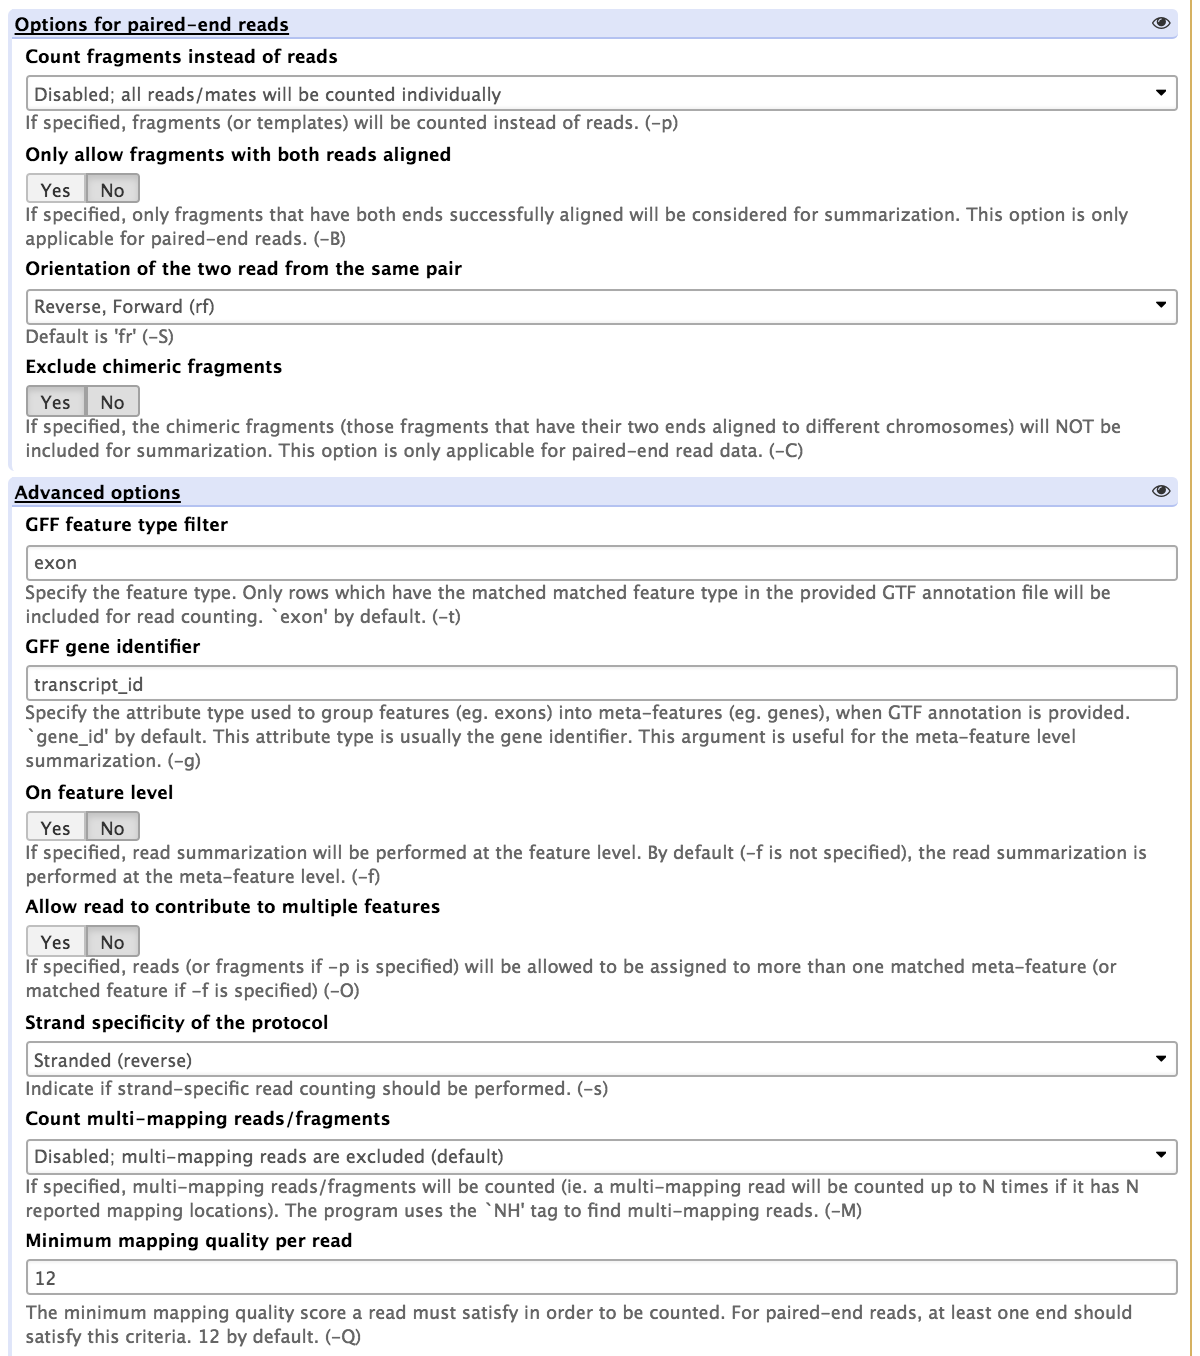 Options for paired-end reads
Count fragments instead of reads
Disabled; all reads/mates will be counted individually
If specified, fragments (or templates) will be counted instead of reads. (-p)
Only allow fragments with both reads aligned
Yes No
If specified, only fragments that have both ends successfully aligned will be considered for summarization. This option is only
applicable for paired-end reads. (-B)
Orientation of the two read from the same pair
Reverse, Forward (rf)
Default is 'fr' (-S)
Exclude chimeric fragments
Yes No
If specified, the chimeric fragments (those fragments that have their two ends aligned to different chromosomes) will NOT be
included for summarization. This option is only applicable for paired-end read data. (-C)
Advanced options
GFF feature type filter
exon
Specify the feature type. Only rows which have the matched matched feature type in the provided GTF annotation file will be
included for read counting. `exon' by default. (-t)
GFF gene identifier
transcript_id
Specify the attribute type used to group features (eg. exons) into meta-features (eg. genes), when GTF annotation is provided.
`gene_id' by default. This attribute type is usually the gene identifier. This argument is useful for the meta-feature level
summarization. (-g)
On feature level
Yes No
If specified, read summarization will be performed at the feature level. By default (-f is not specified), the read summarization is
performed at the meta-feature level. (-f)
Allow read to contribute to multiple features
Yes No
If specified, reads (or fragments if -p is specified) will be allowed to be assigned to more than one matched meta-feature (or
matched feature if -f is specified) (-O)
Strand specificity of the protocol
Stranded (reverse)
Indicate if strand-specific read counting should be performed. (-s)
Count multi-mapping reads/fragments
Disabled; multi-mapping reads are excluded (default)
If specified, multi-mapping reads/fragments will be counted (ie. a multi-mapping read will be counted up to N times if it has N
reported mapping locations). The program uses the `NH' tag to find multi-mapping reads. (-M)
Minimum mapping quality per read
12
The minimum mapping quality score a read must satisfy in order to be counted. For paired-end reads, at least one end should
satisfy this criteria. 12 by default. (-Q)